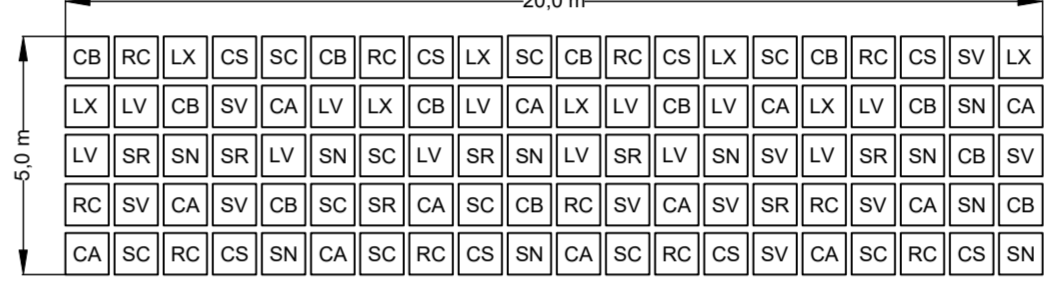 20,0 m
5,0 m
CB RC LX CS SC CB RC CS LX SC CB RC CS LX SC CB RC CS SV LX
LX LV CB SV CA LV LX CB LV CA LX LV CB LV CA LX LV CB SN CA
LV SR SN SR LV SN SC LV SR SN LV SR LV SN SV LV SR SN CB SV
RC SV CA SV CB SC SR CA SC CB RC SV CA SV SR RC SV CA SN CB
CA SC RC CS SN CA SC RC CS SN CA SC RC CS SV CA SC RC CS SN